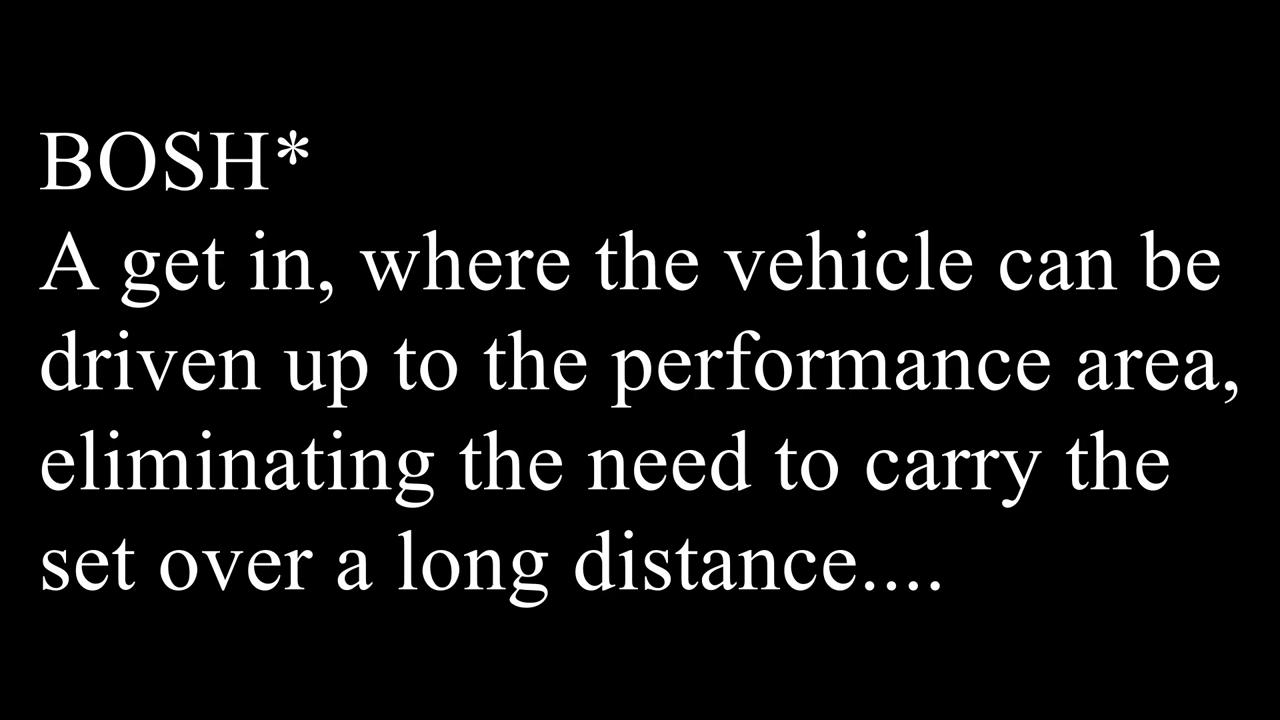 BOSH*
A get in, where the vehicle can be
driven up to the performance area,
eliminating the need to carry the
set over a long distance....